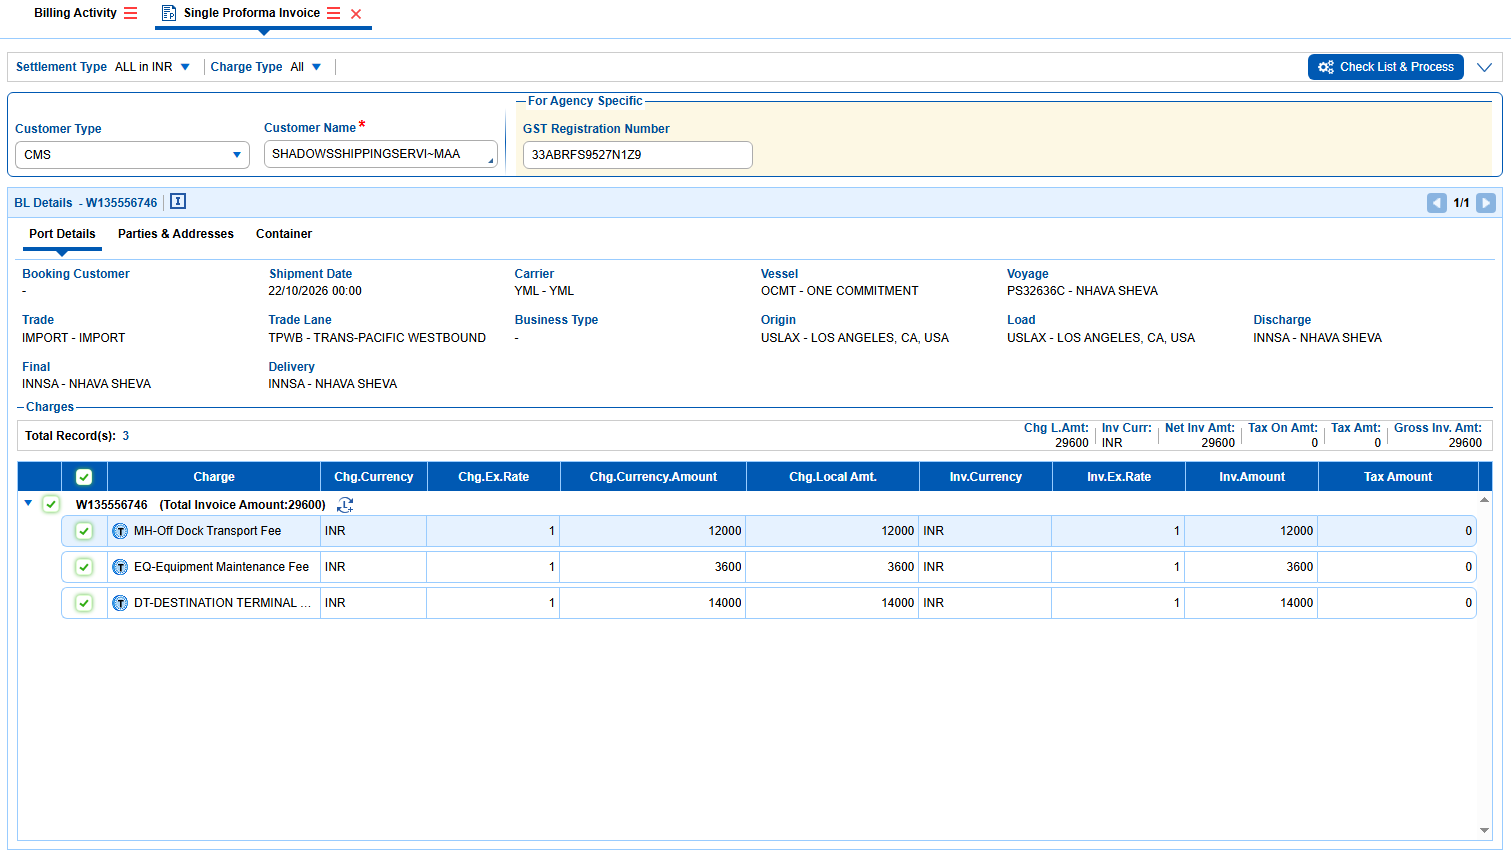 Billing Activity Single Proforma Invoice
Settlement Type ALL in INR Charge Type All Check List & Process
For Agency Specific
Customer Type Customer Name * GST Registration Number
CMS SHADOWSSHIPPINGSERVI~MAA 33ABRFS9527N1Z9
BL Details - W135556746 1/1
Port Details Parties & Addresses Container
Booking Customer Shipment Date Carrier Vessel Voyage
- 22/10/2026 00:00 YML - YML OCMT - ONE COMMITMENT PS32636C - NHAVA SHEVA
Trade Trade Lane Business Type Origin Load Discharge
IMPORT - IMPORT TPWB - TRANS-PACIFIC WESTBOUND - USLAX - LOS ANGELES, CA, USA USLAX - LOS ANGELES, CA, USA INNSA - NHAVA SHEVA
Final Delivery
INNSA - NHAVA SHEVA INNSA - NHAVA SHEVA
Charges
Total Record(s): 3
Chg L.Amt: Inv Curr: Net Inv Amt: Tax On Amt: Tax Amt: Gross Inv. Amt:
29600 INR 29600 0 0 29600
Charge Chg.Currency Chg.Ex.Rate Chg.Currency.Amount Chg.Local Amt. Inv.Currency Inv.Ex.Rate Inv.Amount Tax Amount
W135556746 (Total Invoice Amount:29600)
T MH-Off Dock Transport Fee INR 1 12000 12000 INR 1 12000 0
T EQ-Equipment Maintenance Fee INR 1 3600 3600 INR 1 3600 0
T DT-DESTINATION TERMINAL ... INR 1 14000 14000 INR 1 14000 0